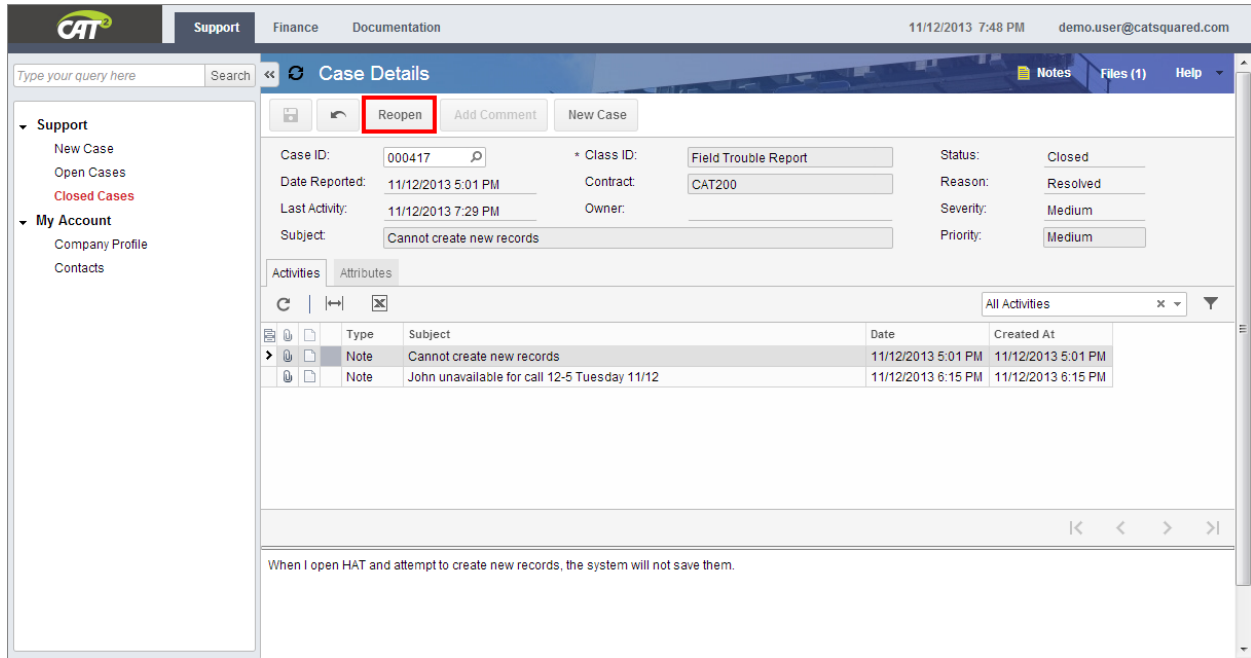 CAT²
Support Finance Documentation 11/12/2013 7:48 PM demo.user@catsquared.com
Type your query here Search
Case Details Notes Files (1) Help
Reopen Add Comment New Case
Support
New Case
Open Cases
Closed Cases
My Account
Company Profile
Contacts
Case ID: 000417 * Class ID: Field Trouble Report Status: Closed
Date Reported: 11/12/2013 5:01 PM Contract: CAT200 Reason: Resolved
Last Activity: 11/12/2013 7:29 PM Owner: Severity: Medium
Subject: Cannot create new records Priority: Medium
Activities Attributes
All Activities
Type Subject Date Created At
Note Cannot create new records 11/12/2013 5:01 PM 11/12/2013 5:01 PM
Note John unavailable for call 12-5 Tuesday 11/12 11/12/2013 6:15 PM 11/12/2013 6:15 PM
When I open HAT and attempt to create new records, the system will not save them.